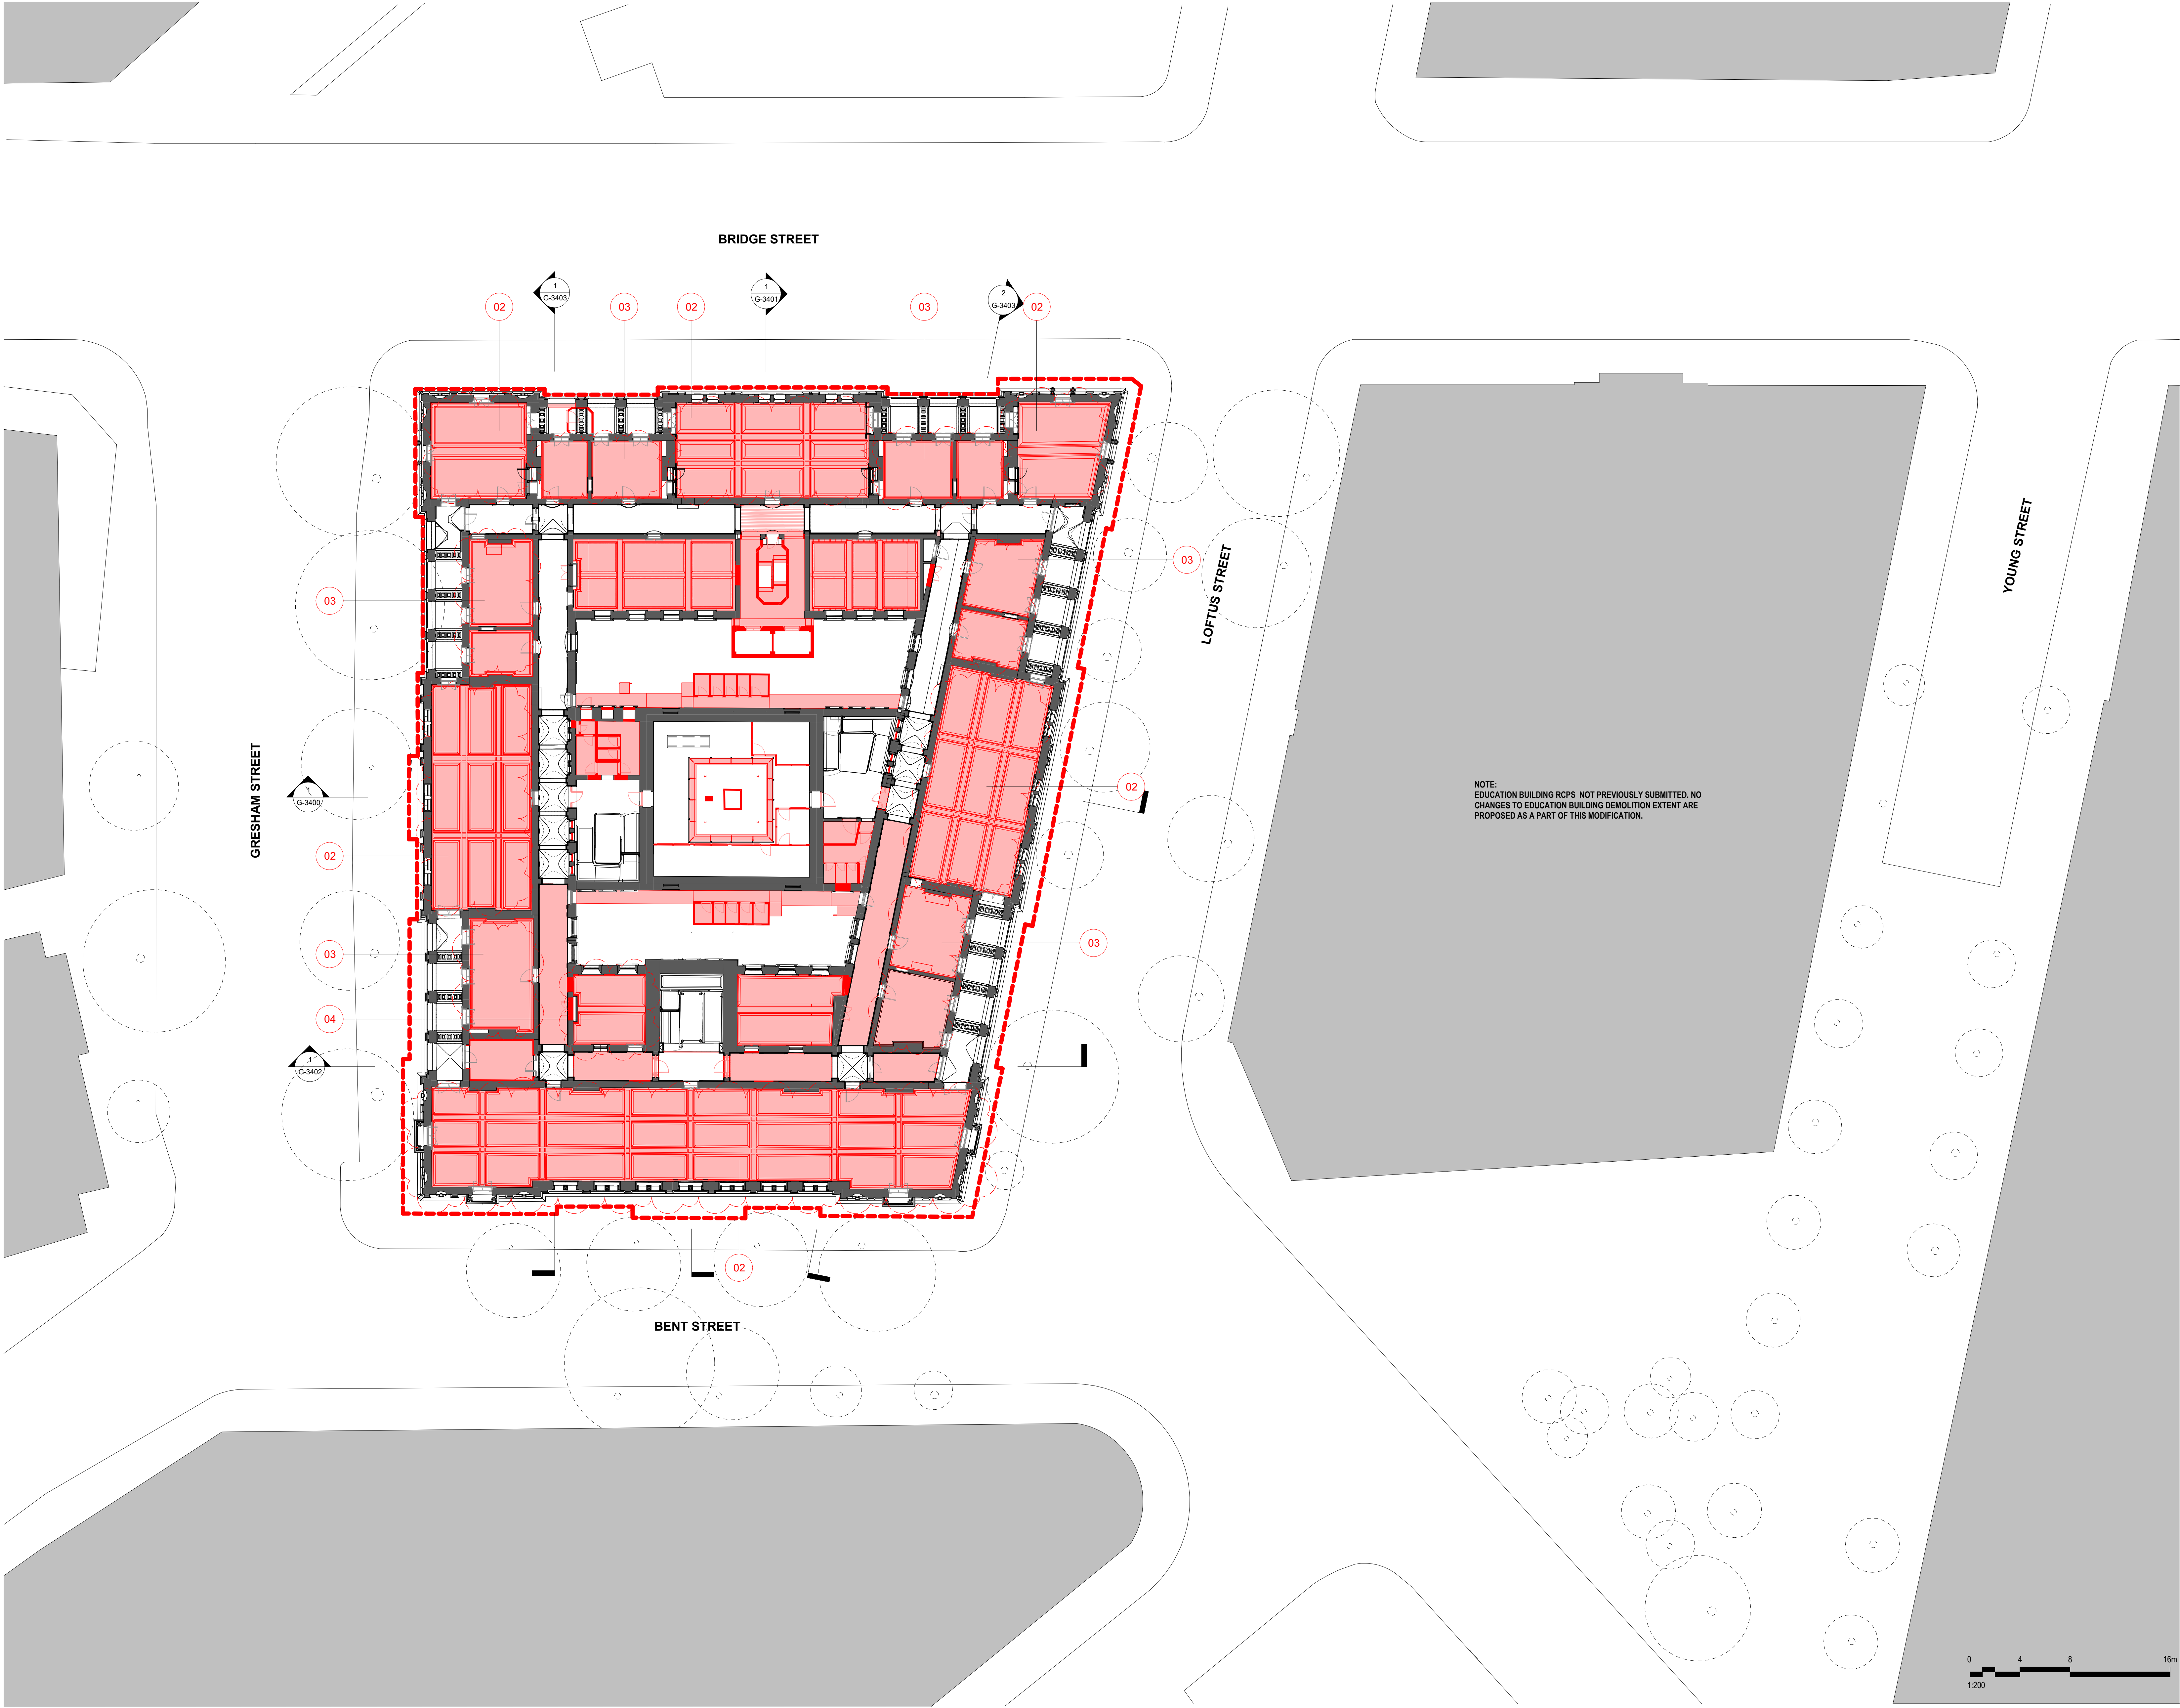 BRIDGE STREET
1
G-3403
1
G-3401
2
G-3403
02
03
02
03
02
03
03
LOFTUS STREET
YOUNG STREET
GRESHAM STREET
1
G-3400
02
NOTE:
EDUCATION BUILDING RCPS NOT PREVIOUSLY SUBMITTED. NO
CHANGES TO EDUCATION BUILDING DEMOLITION EXTENT ARE
PROPOSED AS A PART OF THIS MODIFICATION.
02
03
03
04
1
G-3402
02
BENT STREET
0 4 8 16m
1:200